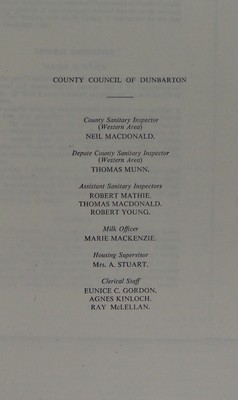 COUNTY COUNCIL OF DUNBARTON
County Sanitary Inspector
(Western Area)
NEIL MACDONALD.
Depute County Sanitary Inspector
(Western Area)
THOMAS MUNN.
Assistant Sanitary Inspectors
ROBERT MATHIE.
THOMAS MACDONALD.
ROBERT YOUNG.
Milk Officer
MARIE MACKENZIE.
Housing Supervisor
Mrs. A. STUART.
Clerical Staff
EUNICE C. GORDON.
AGNES KINLOCH.
RAY McLELLAN.